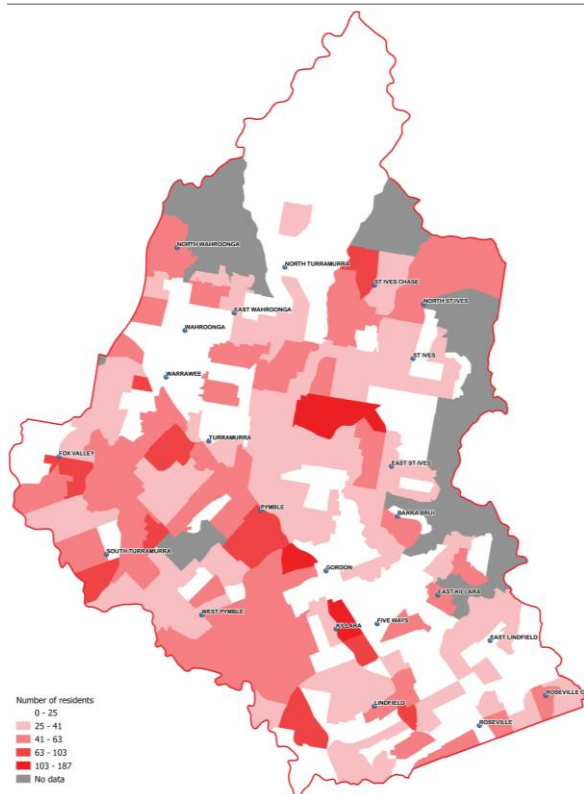 NORTH WAHROONGA
NORTH TURRAMURRA
ST IVES CHASE
NORTH ST IVES
EAST WAHROONGA
WAHROONGA
ST IVES
WARRAWEE
TURRAMURRA
FOX VALLEY
EAST ST IVES
PYMBLE
BARRA BRUI
SOUTH TURRAMURRA
GORDON
EAST KILLARA
WEST PYMBLE
KILLARA
FIVE WAYS
EAST LINDFIELD
ROSEVILLE
LINDFIELD
ROSEVILLE
Number of residents
0 - 25
25 - 41
41 - 63
63 - 103
103 - 187
No data